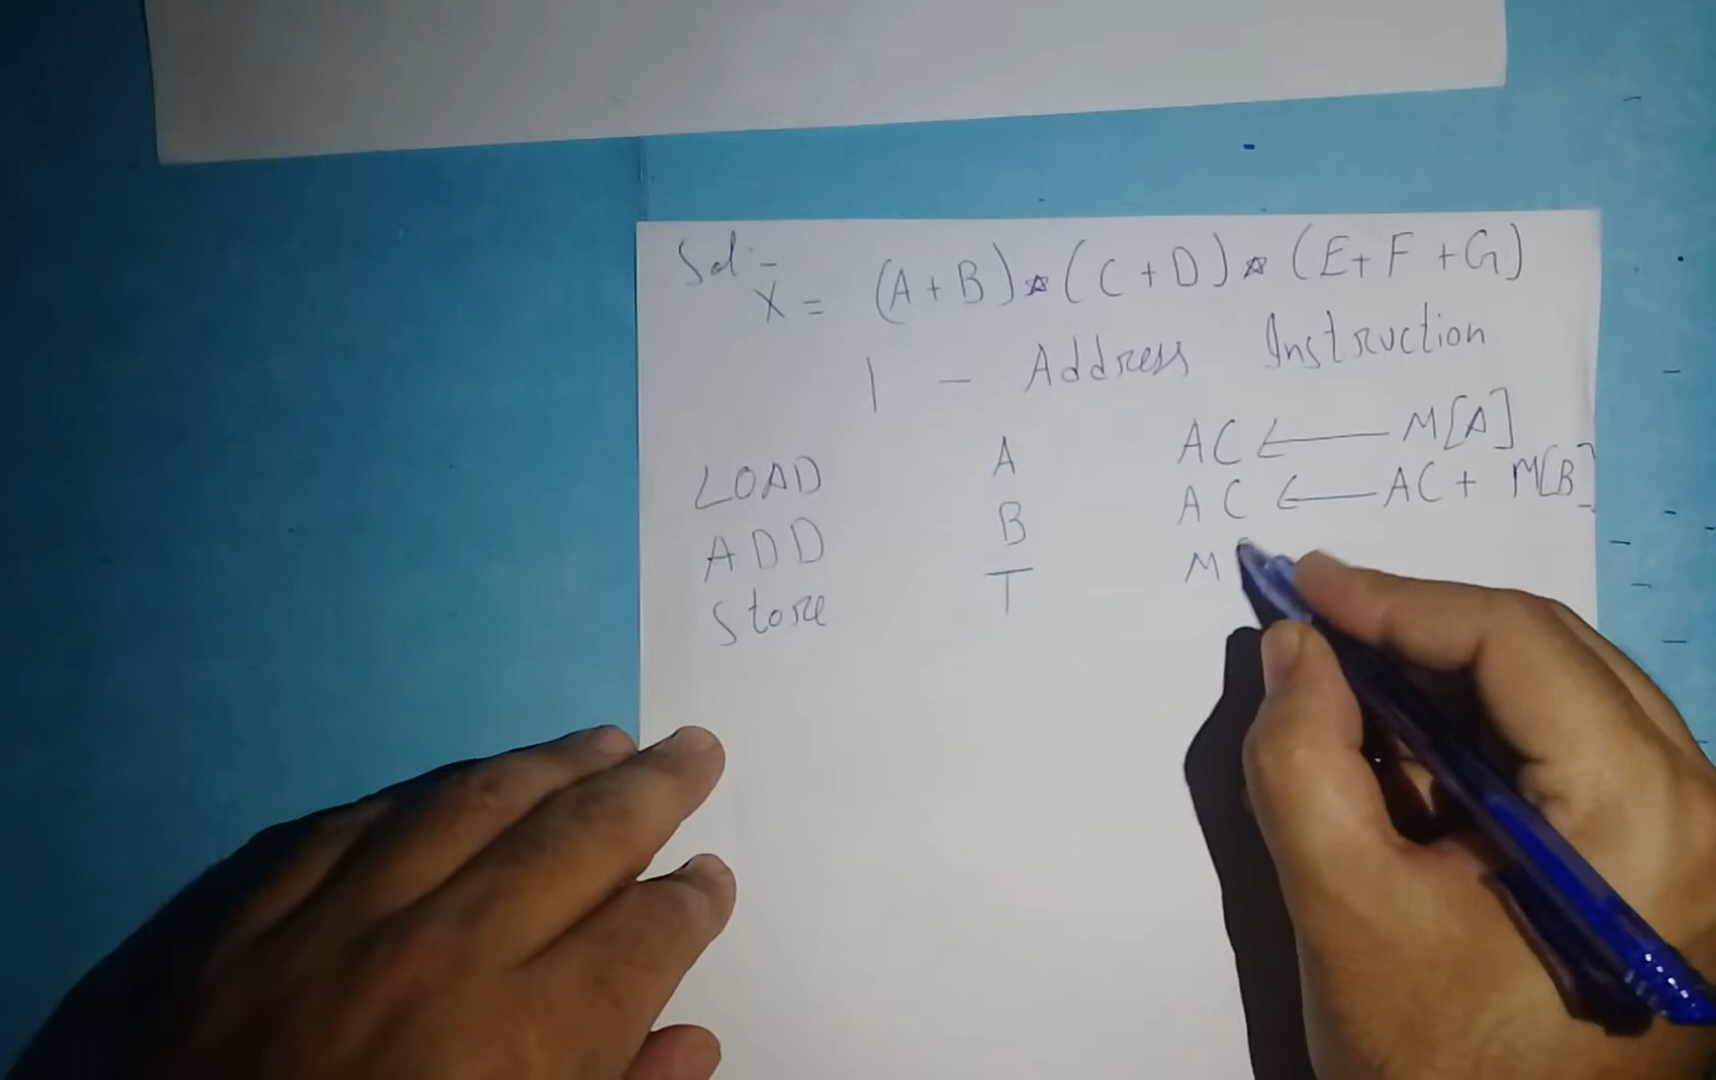 Sol:-
X = (A+B)*(C+D)*(E+F+G)
1 - Address Instruction
LOAD A AC ← M[A]
ADD B AC ← AC + M[B]
Store T M